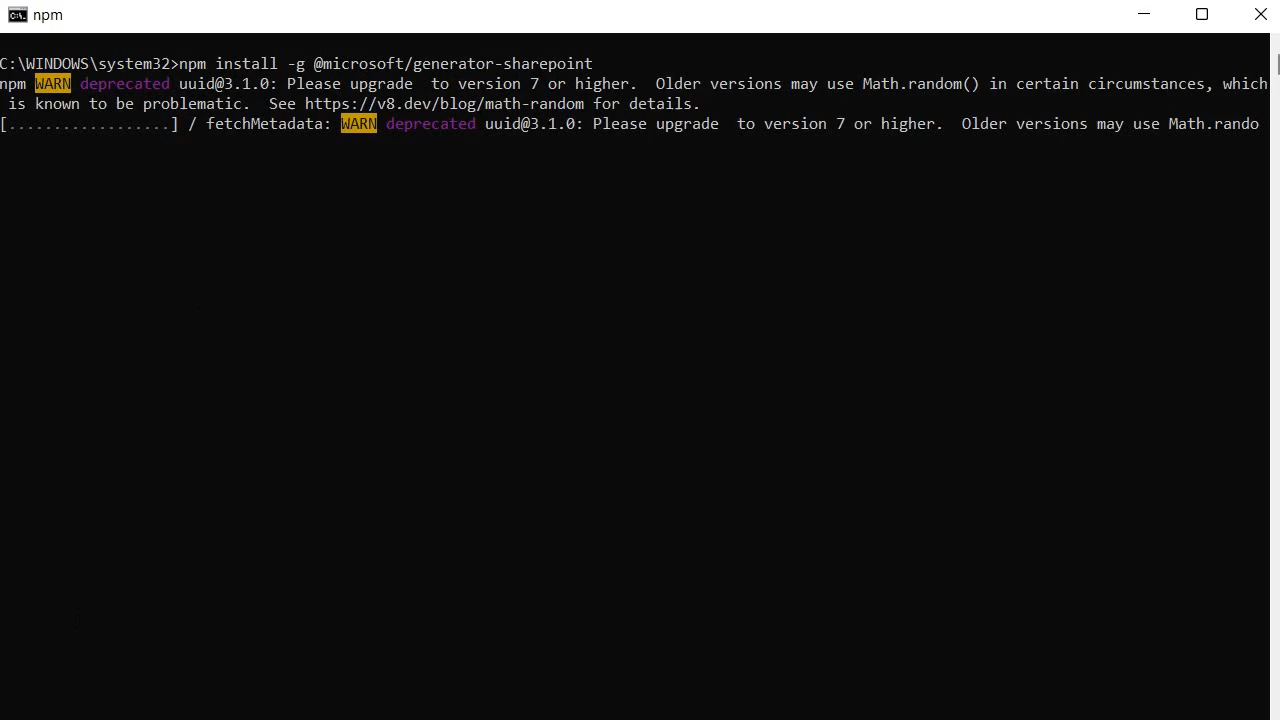 npm
C:\WINDOWS\system32>npm install -g @microsoft/generator-sharepoint
npm WARN deprecated uuid@3.1.0: Please upgrade  to version 7 or higher.  Older versions may use Math.random() in certain circumstances, which
 is known to be problematic.  See https://v8.dev/blog/math-random for details.
[..................] / fetchMetadata: WARN deprecated uuid@3.1.0: Please upgrade  to version 7 or higher.  Older versions may use Math.rando